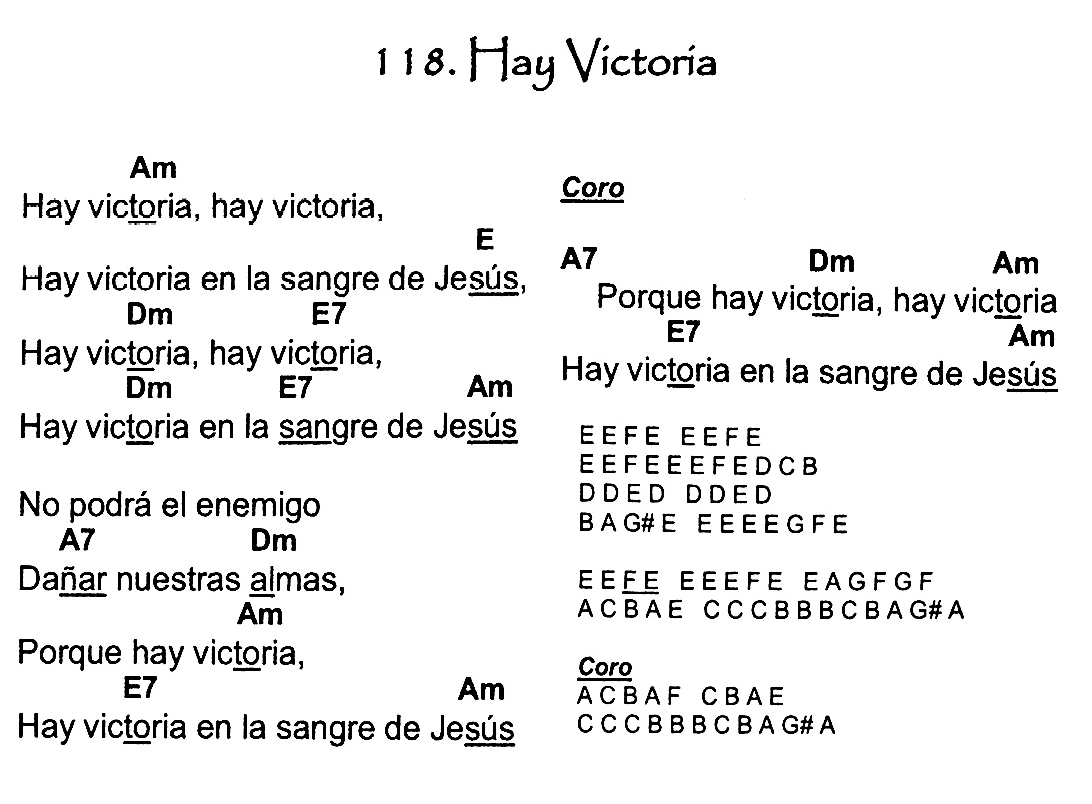 118. Hay Victoria
Am
Hay victoria, hay victoria,
E
Hay victoria en la sangre de Jesús,
Dm E7
Hay victoria, hay victoria,
Dm E7 Am
Hay victoria en la sangre de Jesús
No podrá el enemigo
A7 Dm
Dañar nuestras almas,
Am
Porque hay victoria,
E7 Am
Hay victoria en la sangre de Jesús
Coro
A7 Dm Am
Porque hay victoria, hay victoria
E7 Am
Hay victoria en la sangre de Jesús
E E F E E E F E
E E F E E E F E D C B
D D E D D D E D
B A G# E E E E E G F E
E E F E E E E F E E A G F G F
A C B A E C C C B B B C B A G# A
Coro
A C B A F C B A E
C C C B B B C B A G# A